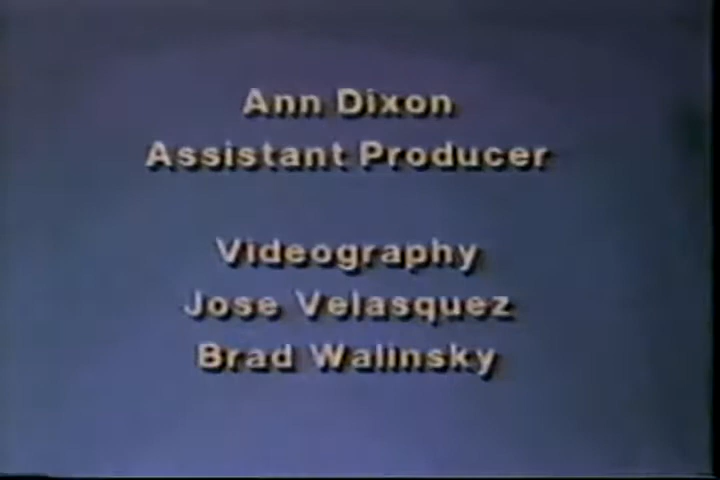 Ann Dixon
Assistant Producer
Videography
Jose Velasquez
Brad Walinsky